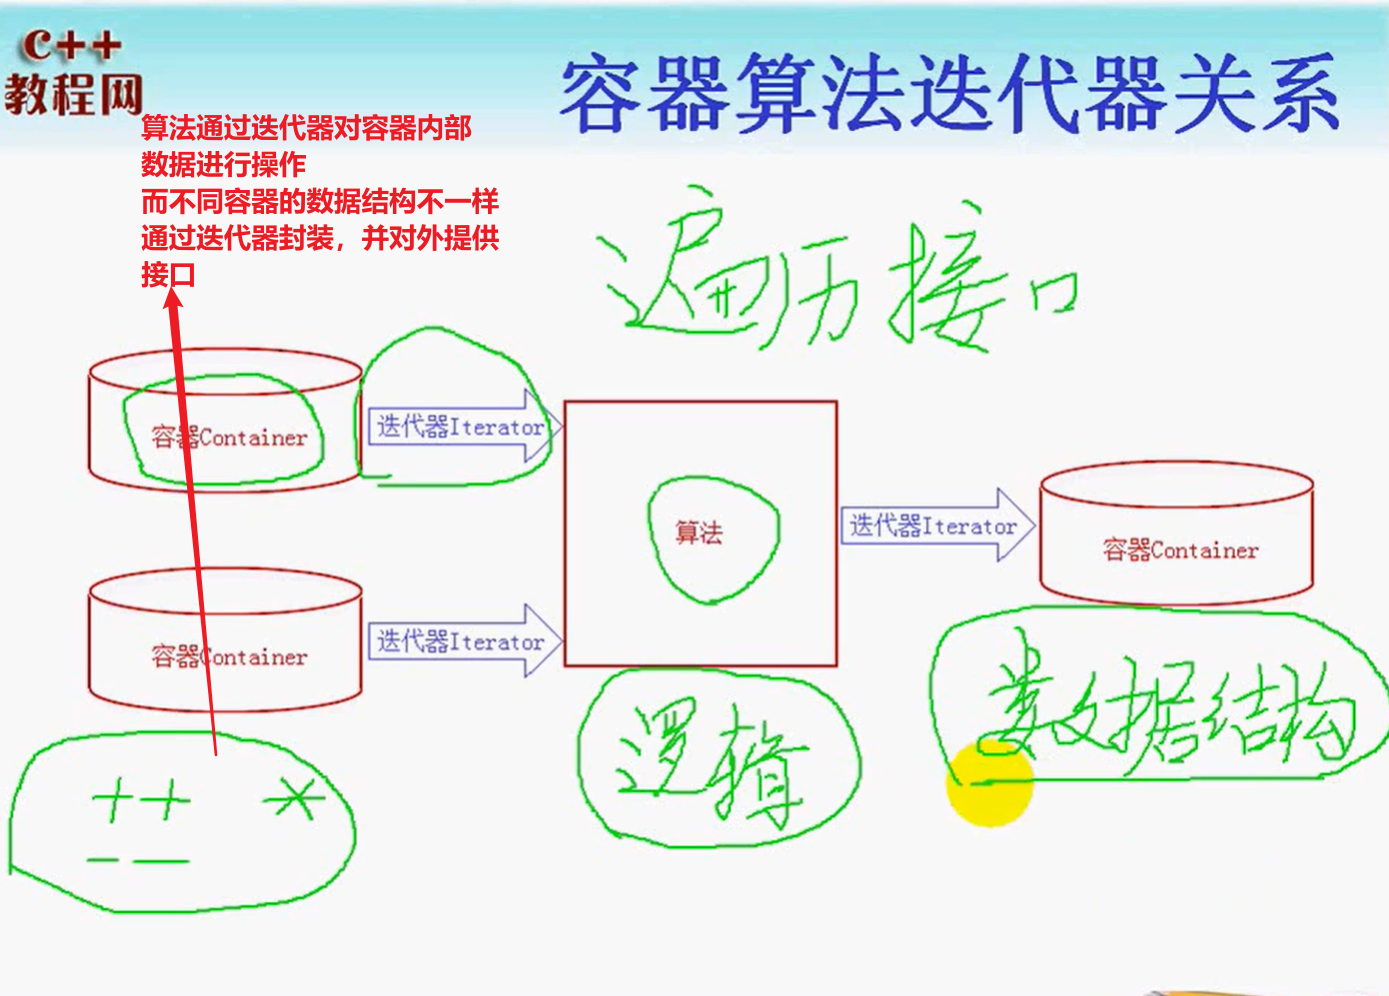 C++
教程网
容器算法迭代器关系
算法通过迭代器对容器内部
数据进行操作
而不同容器的数据结构不一样
通过迭代器封装，并对外提供
接口
遍历接口
容器Container
迭代器Iterator
算法
迭代器Iterator
容器Container
容器Container
迭代器Iterator
逻辑
数据结构
++ *
--